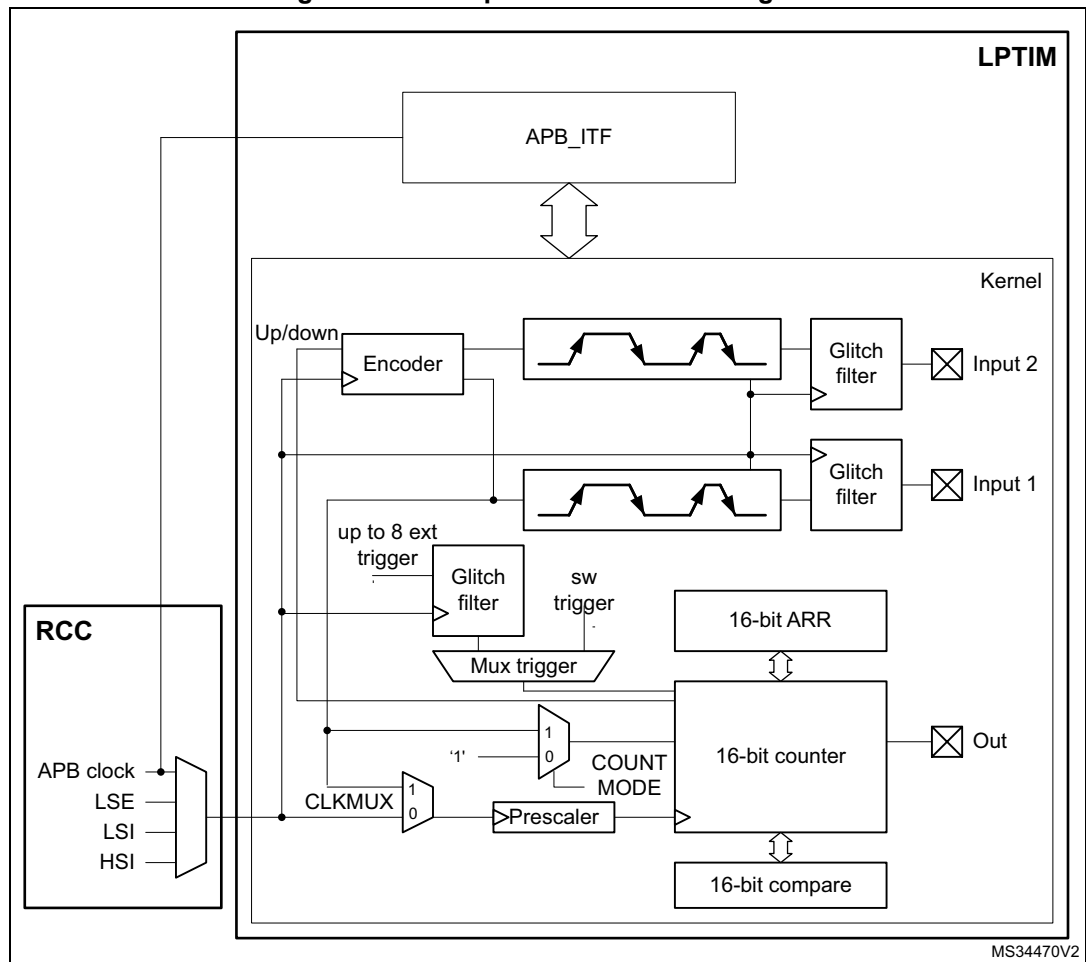 LPTIM
APB_ITF
Kernel
Up/down
Encoder
Glitch
filter
Input 2
Glitch
filter
Input 1
up to 8 ext
trigger
Glitch
filter
sw
trigger
Mux trigger
16-bit ARR
RCC
APB clock
LSE
LSI
HSI
CLKMUX
1
0
'1'
1
0
COUNT
MODE
Prescaler
16-bit counter
Out
16-bit compare
MS34470V2